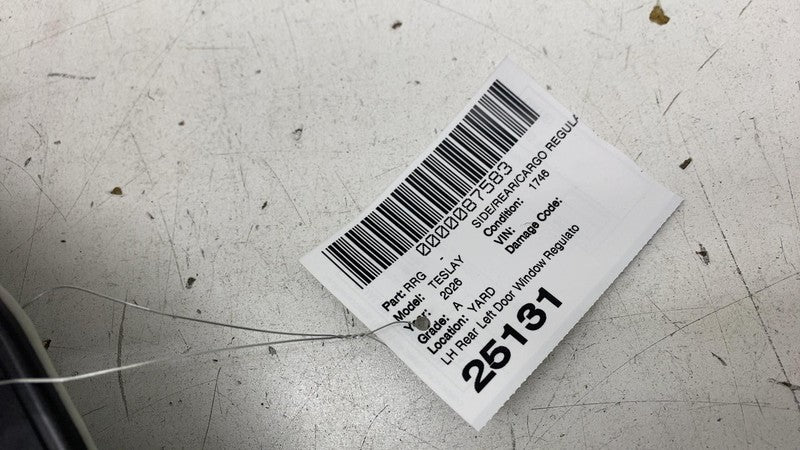 0000087583
Part: RRG - SIDE/REAR/CARGO REGULA
Model: TESLAY Condition: 1746
Year: 2026 VIN:
Grade: A Damage Code:
Location: YARD
LH Rear Left Door Window Regulato
25131